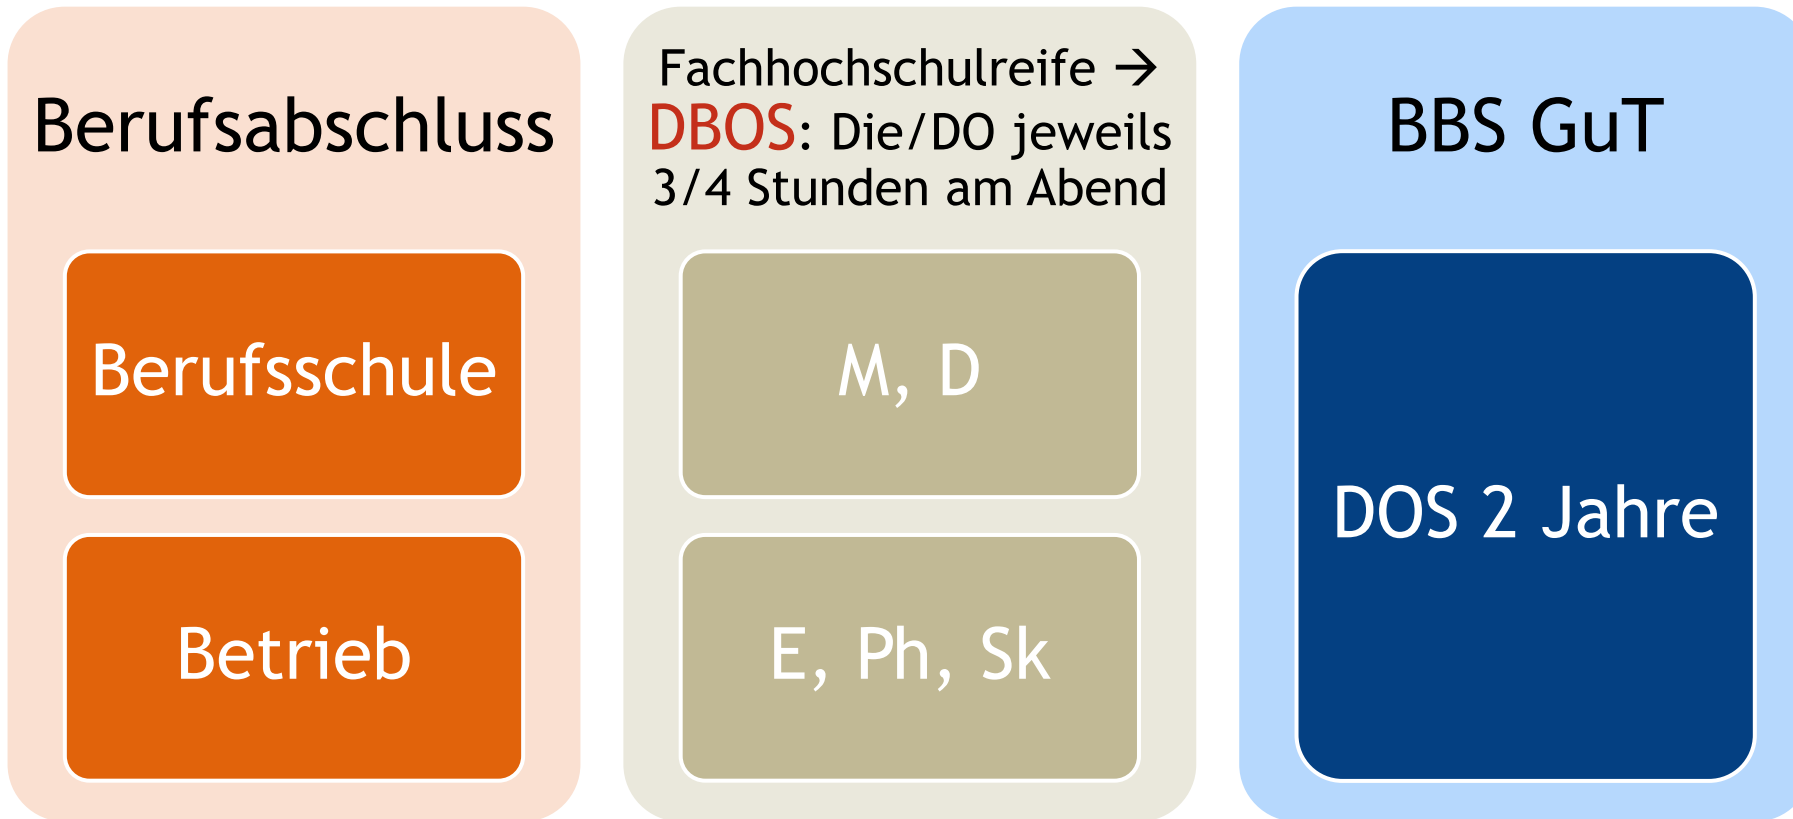 Berufsabschluss
Berufsschule
Betrieb
Fachhochschulreife →
DBOS: Die/DO jeweils
3/4 Stunden am Abend
M, D
E, Ph, Sk
BBS GuT
DOS 2 Jahre